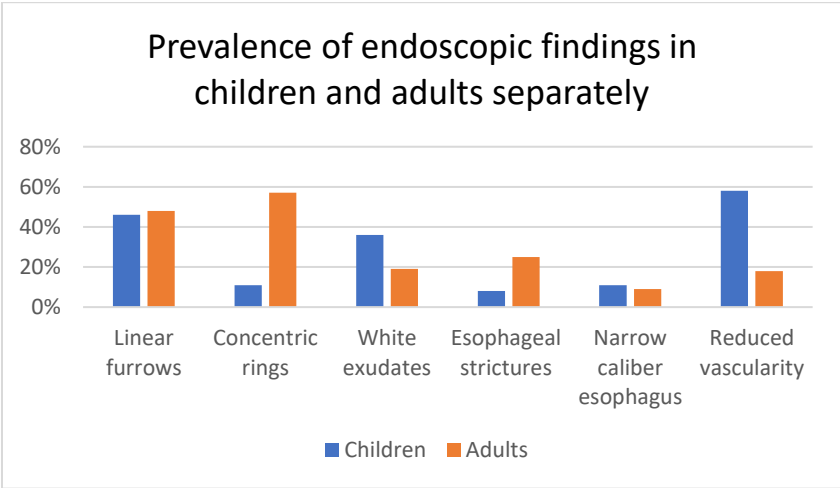 Prevalence of endoscopic findings in
children and adults separately
80%
60%
40%
20%
0%
Linear
furrows
Concentric
rings
White
exudates
Esophageal
strictures
Narrow
caliber
esophagus
Reduced
vascularity
Children
Adults